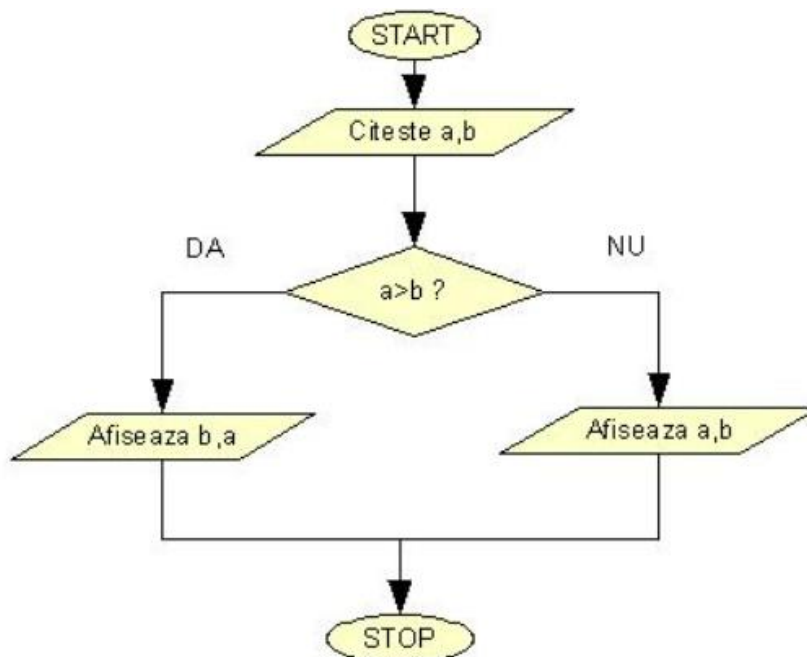 START
Citeste a,b
DA
NU
a>b ?
Afiseaza b,a
Afiseaza a,b
STOP